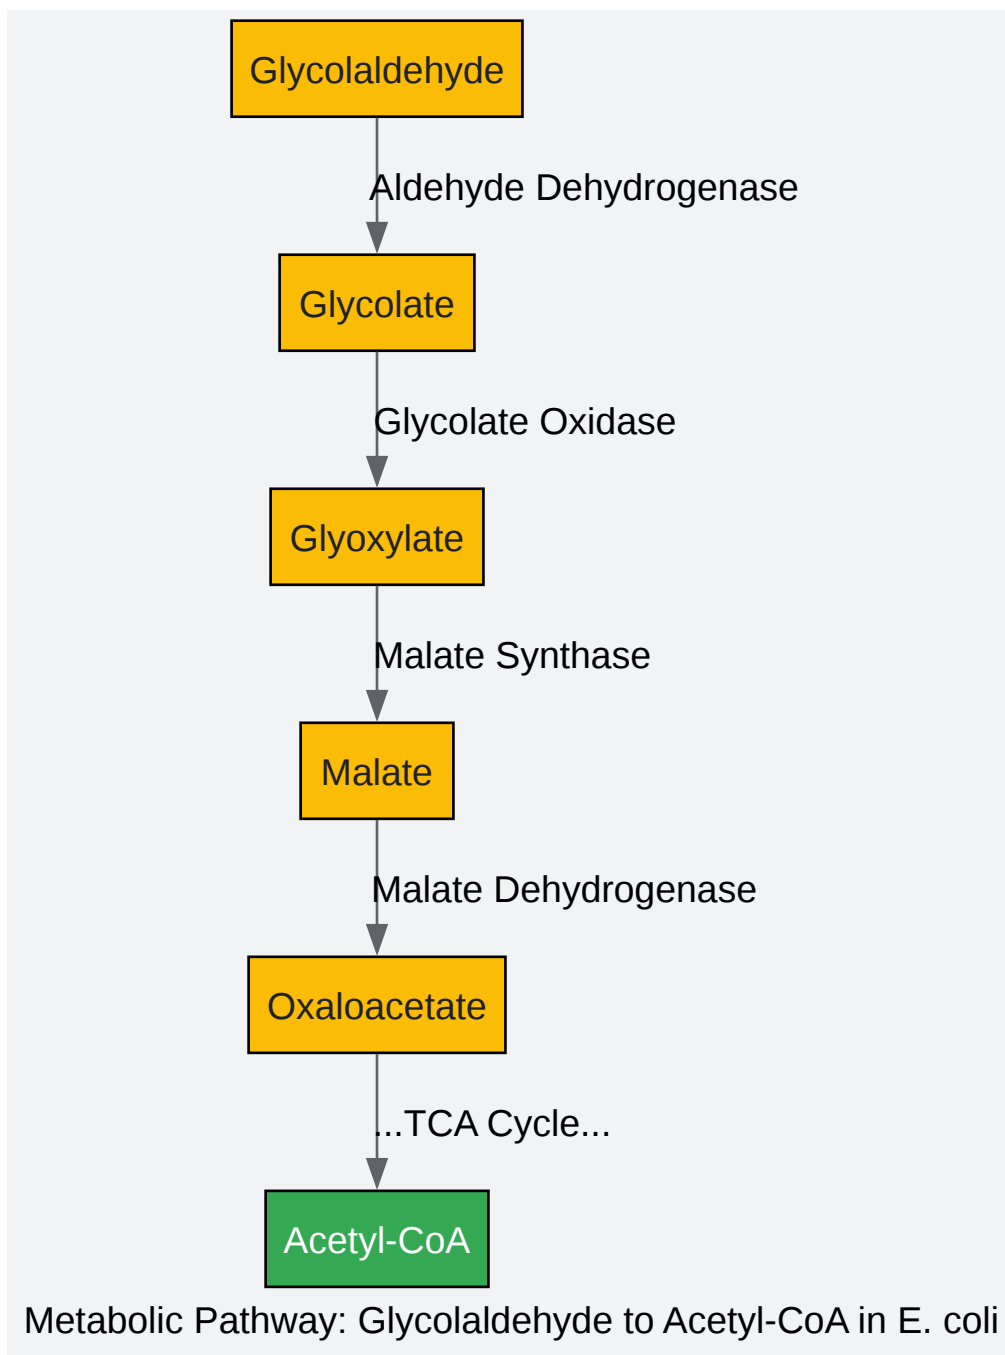 Glycolaldehyde
Aldehyde Dehydrogenase
Glycolate
Glycolate Oxidase
Glyoxylate
Malate Synthase
Malate
Malate Dehydrogenase
Oxaloacetate
...TCA Cycle...
Acetyl-CoA
Metabolic Pathway: Glycolaldehyde to Acetyl-CoA in E. coli